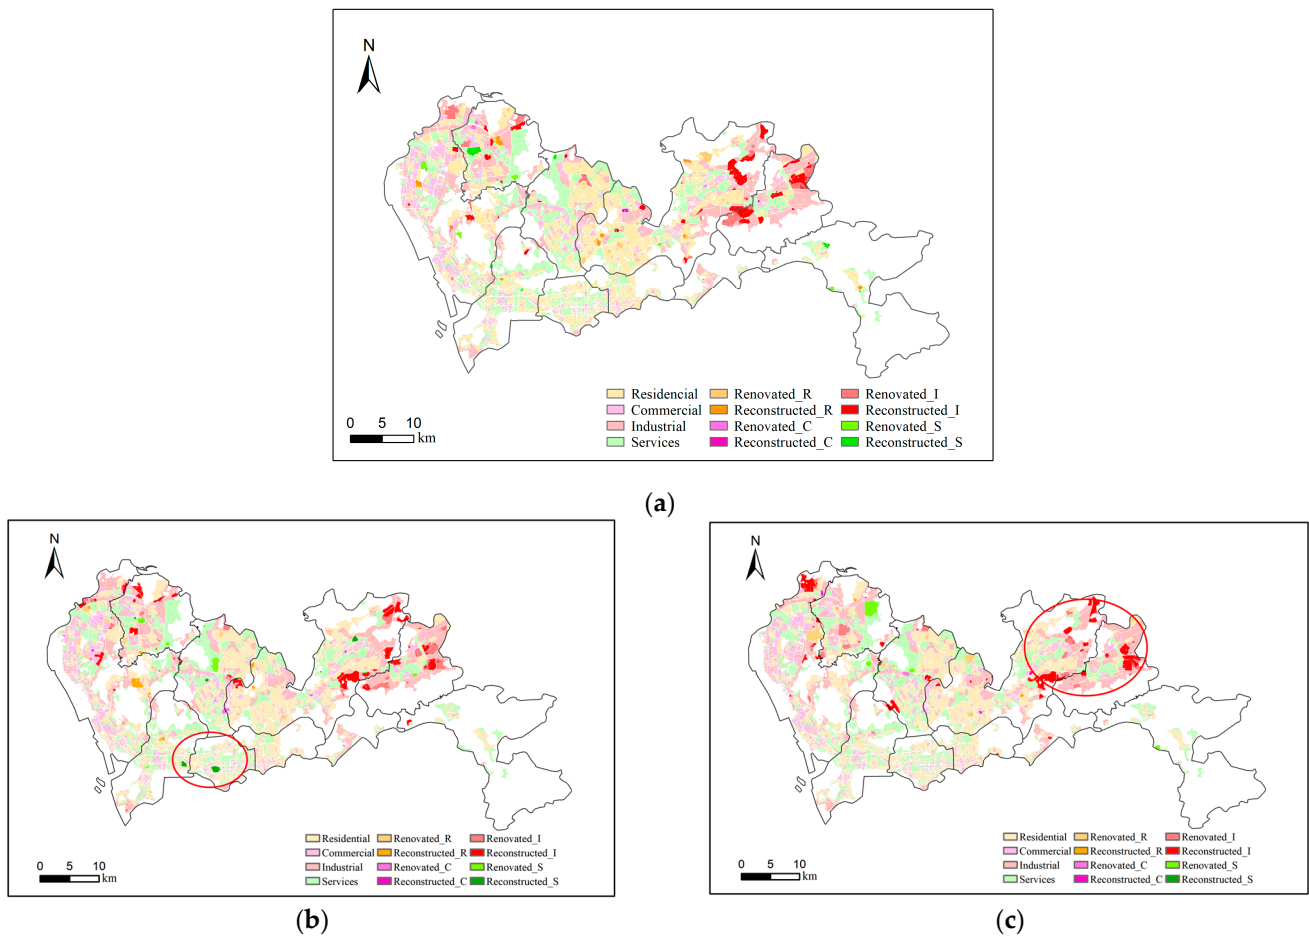 N
Residencial Renovated_R Renovated_I
Commercial Reconstructed_R Reconstructed_I
Industrial Renovated_C Renovated_S
Services Reconstructed_C Reconstructed_S
0 5 10
km
(a)
N
Residential Renovated_R Renovated_I
Commercial Reconstructed_R Reconstructed_I
Industrial Renovated_C Renovated_S
Services Reconstructed_C Reconstructed_S
0 5 10
km
(b)
N
Residential Renovated_R Renovated_I
Commercial Reconstructed_R Reconstructed_I
Industrial Renovated_C Renovated_S
Services Reconstructed_C Reconstructed_S
0 5 10
km
(c)